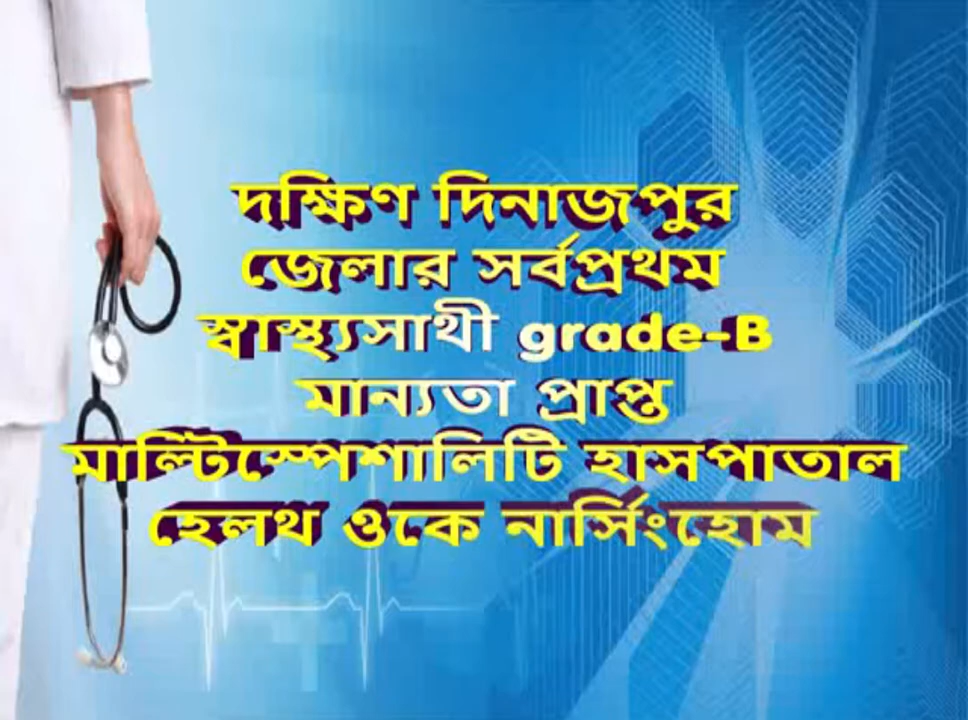 দক্ষিণ দিনাজপুর
জেলার সর্বপ্রথম
স্বাস্থ্যসাথী grade-B
মান্যতা প্রাপ্ত
মাল্টিস্পেশালিটি হাসপাতাল
হেলথ ওকে নার্সিংহোম